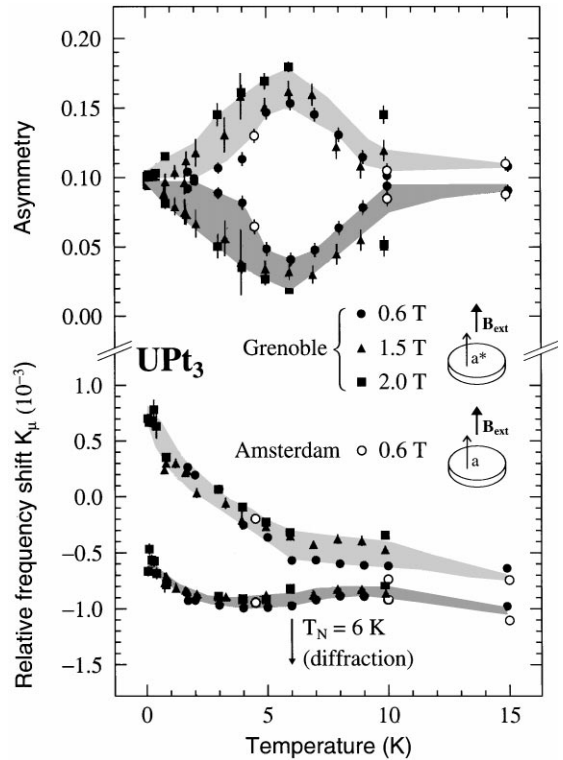 0.20
0.15
0.10
0.05
0.00
Asymmetry
UPt3
Grenoble
0.6 T
1.5 T
2.0 T
Bext
a*
Amsterdam 0.6 T
Bext
a
1.0
0.5
0.0
−0.5
−1.0
−1.5
Relative frequency shift Kμ (10⁻³)
TN = 6 K
(diffraction)
0 5 10 15
Temperature (K)